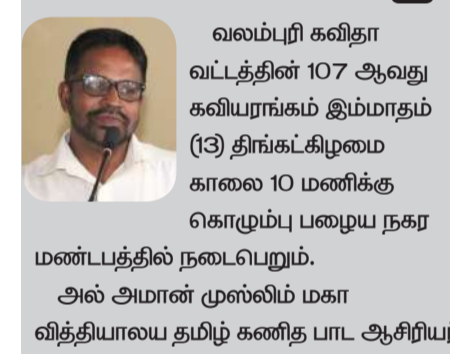 வலம்புரி கவிதா
வட்டத்தின் 107 ஆவது
கவியரங்கம் இம்மாதம்
(13) திங்கட்கிழமை
காலை 10 மணிக்கு
கொழும்பு பழைய நகர
மண்டபத்தில் நடைபெறும்.
அல் அமான் முஸ்லிம் மகா
வித்தியாலய தமிழ் கணித பாட